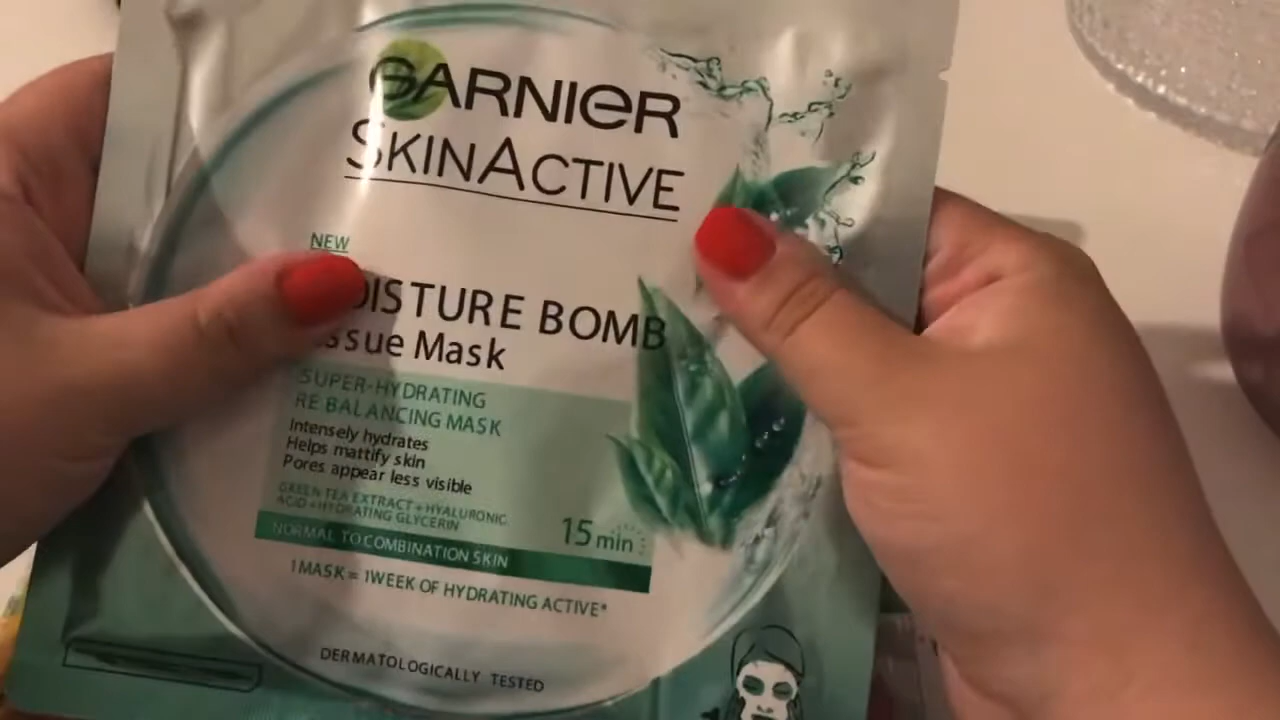 GARNIER
SKINACTIVE
NEW
OISTURE BOMB
ssue Mask
SUPER-HYDRATING
RE BALANCING MASK
Intensely hydrates
Helps mattify skin
Pores appear less visible
GREEN TEA EXTRACT + HYALURONIC
ACID + HYDRATING GLYCERIN
15 min
NORMAL TO COMBINATION SKIN
1 MASK = 1 WEEK OF HYDRATING ACTIVE*
DERMATOLOGICALLY TESTED